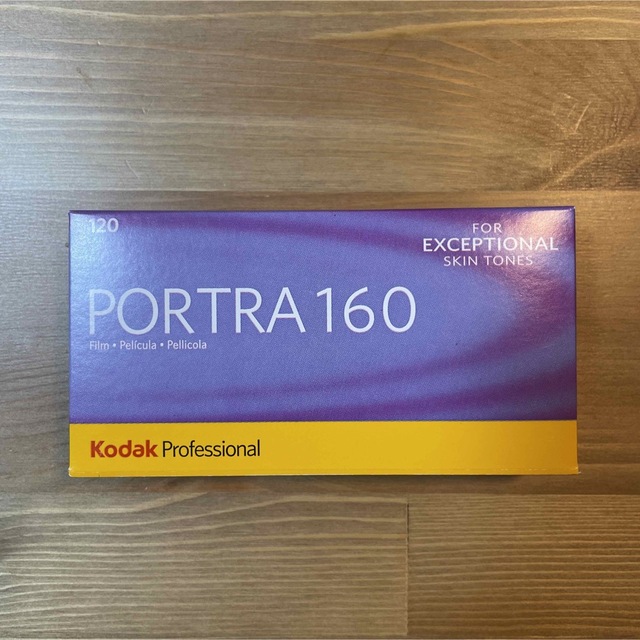 120
FOR
EXCEPTIONAL
SKIN TONES
PORTRA 160
Film • Película • Pellicola
Kodak Professional